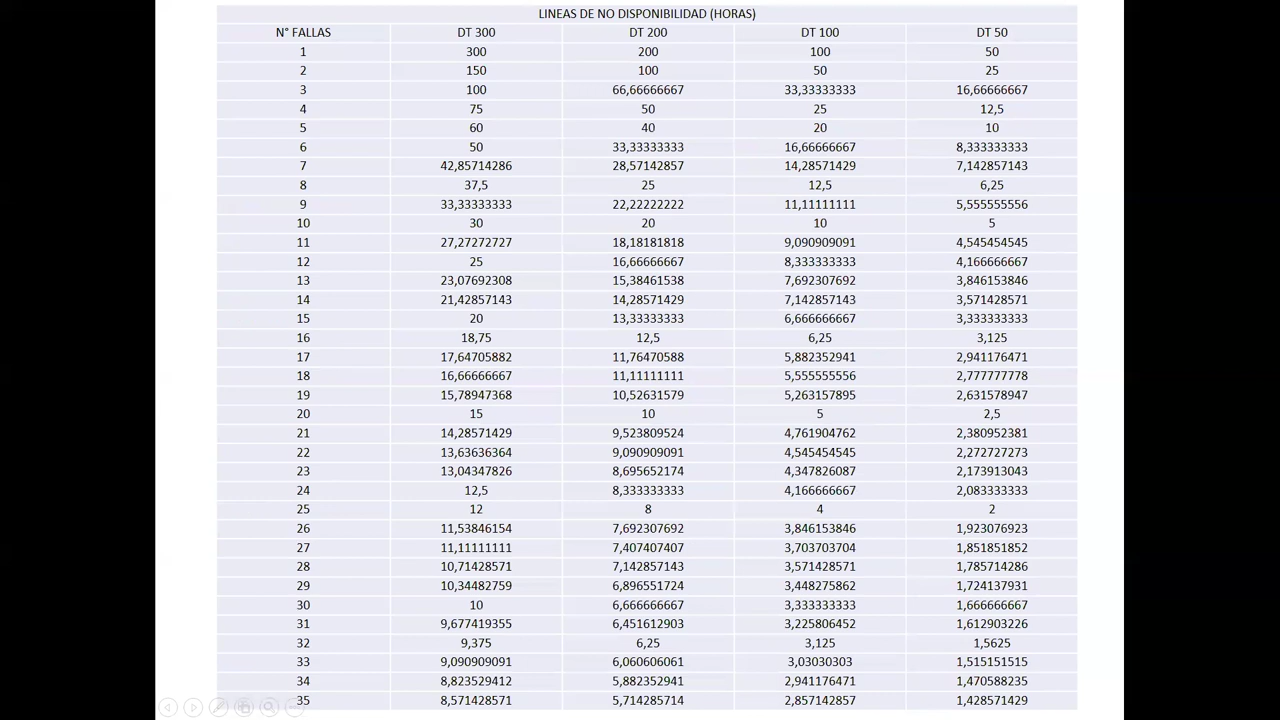 LINEAS DE NO DISPONIBILIDAD (HORAS)
N° FALLAS DT 300 DT 200 DT 100 DT 50
1 300 200 100 50
2 150 100 50 25
3 100 66,66666667 33,33333333 16,66666667
4 75 50 25 12,5
5 60 40 20 10
6 50 33,33333333 16,66666667 8,333333333
7 42,85714286 28,57142857 14,28571429 7,142857143
8 37,5 25 12,5 6,25
9 33,33333333 22,22222222 11,11111111 5,555555556
10 30 20 10 5
11 27,27272727 18,18181818 9,090909091 4,545454545
12 25 16,66666667 8,333333333 4,166666667
13 23,07692308 15,38461538 7,692307692 3,846153846
14 21,42857143 14,28571429 7,142857143 3,571428571
15 20 13,33333333 6,666666667 3,333333333
16 18,75 12,5 6,25 3,125
17 17,64705882 11,76470588 5,882352941 2,941176471
18 16,66666667 11,11111111 5,555555556 2,777777778
19 15,78947368 10,52631579 5,263157895 2,631578947
20 15 10 5 2,5
21 14,28571429 9,523809524 4,761904762 2,380952381
22 13,63636364 9,090909091 4,545454545 2,272727273
23 13,04347826 8,695652174 4,347826087 2,173913043
24 12,5 8,333333333 4,166666667 2,083333333
25 12 8 4 2
26 11,53846154 7,692307692 3,846153846 1,923076923
27 11,11111111 7,407407407 3,703703704 1,851851852
28 10,71428571 7,142857143 3,571428571 1,785714286
29 10,34482759 6,896551724 3,448275862 1,724137931
30 10 6,666666667 3,333333333 1,666666667
31 9,677419355 6,451612903 3,225806452 1,612903226
32 9,375 6,25 3,125 1,5625
33 9,090909091 6,060606061 3,03030303 1,515151515
34 8,823529412 5,882352941 2,941176471 1,470588235
35 8,571428571 5,714285714 2,857142857 1,428571429